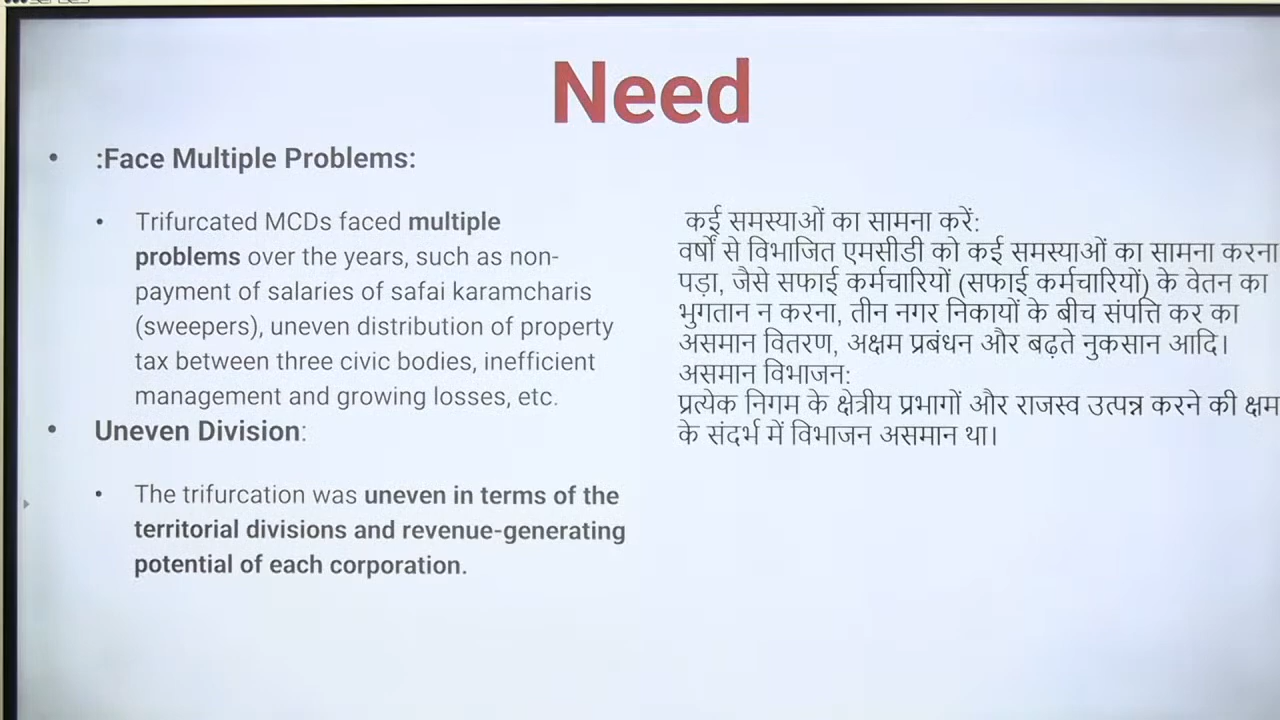 Need
• :Face Multiple Problems:
• Trifurcated MCDs faced multiple
problems over the years, such as non-
payment of salaries of safai karamcharis
(sweepers), uneven distribution of property
tax between three civic bodies, inefficient
management and growing losses, etc.
• Uneven Division:
• The trifurcation was uneven in terms of the
territorial divisions and revenue-generating
potential of each corporation.
कई समस्याओं का सामना करें:
वर्षों से विभाजित एमसीडी को कई समस्याओं का सामना करना
पड़ा, जैसे सफाई कर्मचारियों (सफाई कर्मचारियों) के वेतन का
भुगतान न करना, तीन नगर निकायों के बीच संपत्ति कर का
असमान वितरण, अक्षम प्रबंधन और बढ़ते नुकसान आदि।
असमान विभाजन:
प्रत्येक निगम के क्षेत्रीय प्रभागों और राजस्व उत्पन्न करने की क्षम
के संदर्भ में विभाजन असमान था।